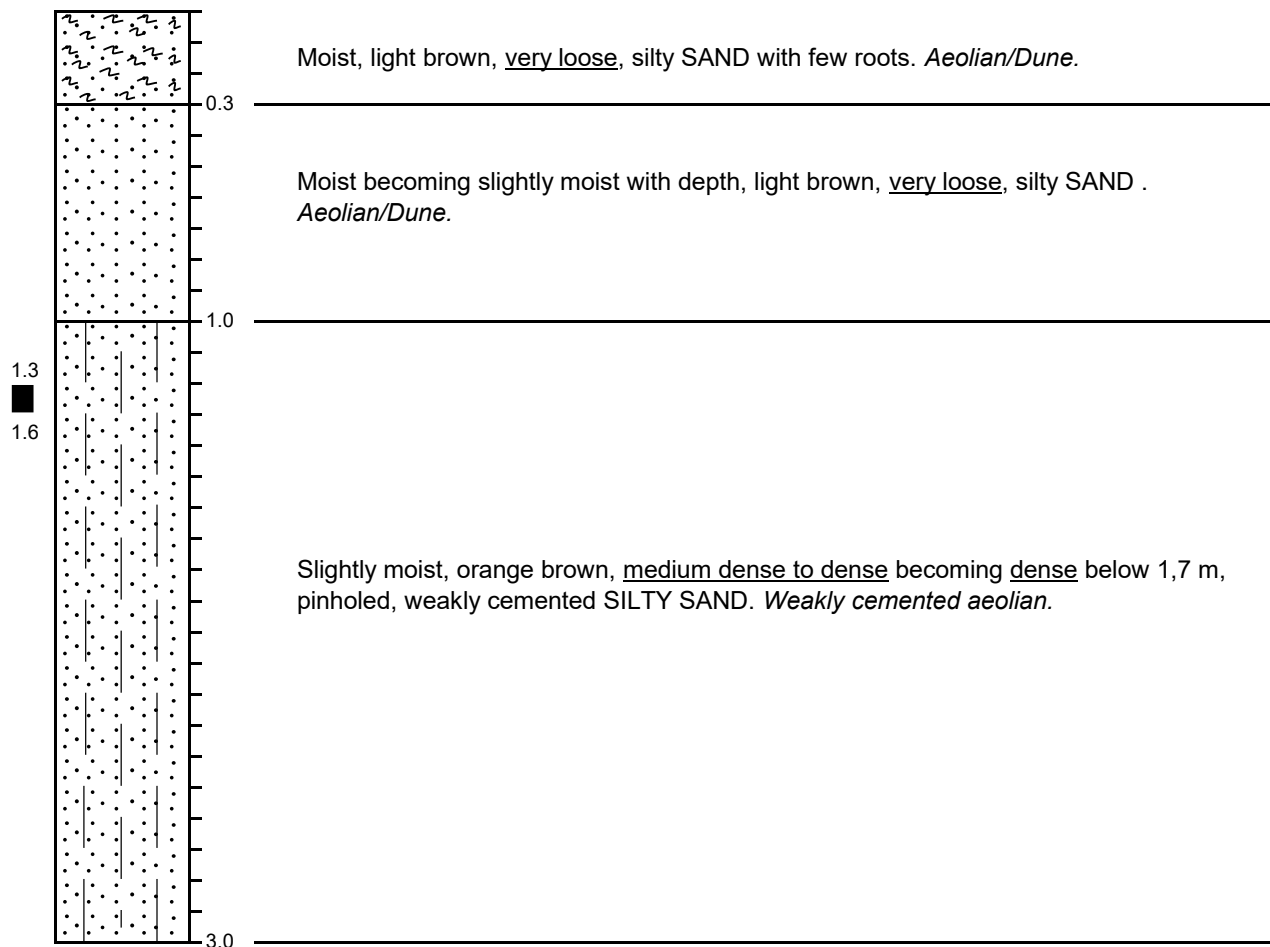 Moist, light brown, very loose, silty SAND with few roots. Aeolian/Dune.
0.3
Moist becoming slightly moist with depth, light brown, very loose, silty SAND .
Aeolian/Dune.
1.0
1.3
1.6
Slightly moist, orange brown, medium dense to dense becoming dense below 1,7 m,
pinholed, weakly cemented SILTY SAND. Weakly cemented aeolian.
3.0